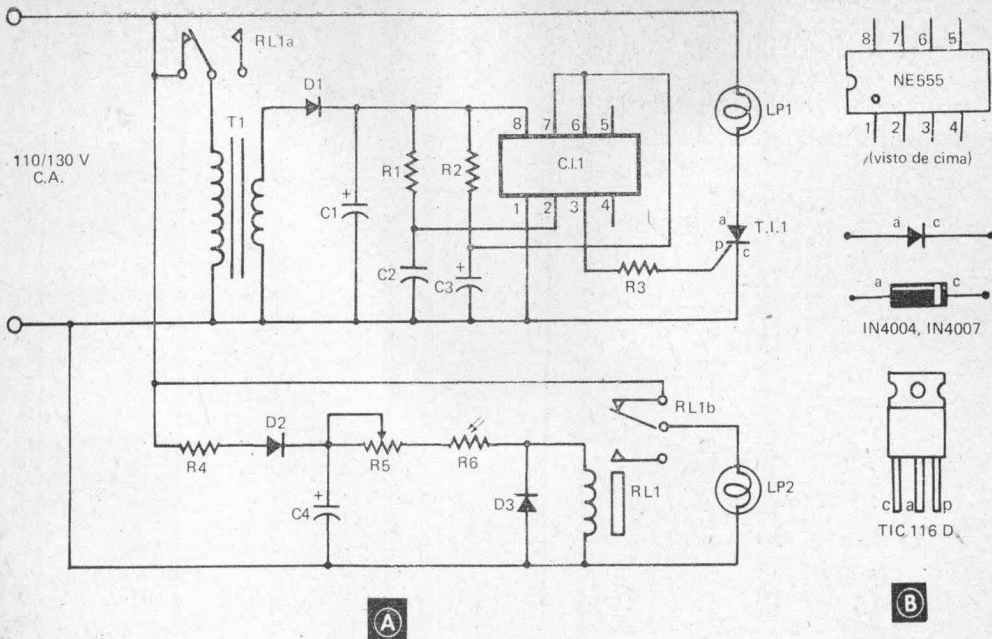 RL1a
110/130 V
C.A.
T1
D1
+
C1
R1
R2
C2
+
C3
8 7 6 5
C.I.1
1 2 3 4
R3
LP1
a
T.I.1
p
c
R4
D2
+
C4
R5
R6
D3
RL1
RL1b
LP2
A
8 7 6 5
NE555
1 2 3 4
(visto de cima)
a c
a c
IN4004, IN4007
c a p
TIC 116 D
B